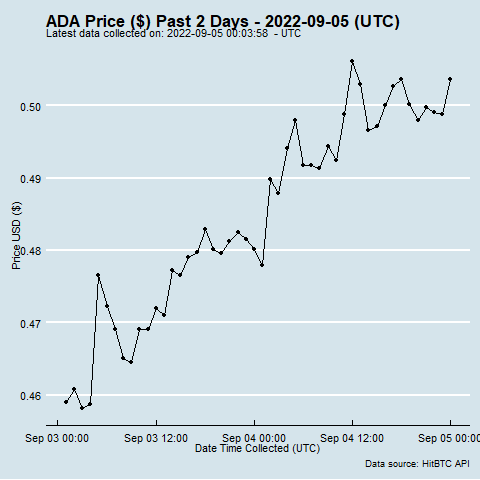 ADA Price ($) Past 2 Days - 2022-09-05 (UTC)
Latest data collected on: 2022-09-05 00:03:58 - UTC
0.50
0.49
0.48
0.47
0.46
Price USD ($)
Sep 03 00:00 Sep 03 12:00 Sep 04 00:00 Sep 04 12:00 Sep 05 00:00
Date Time Collected (UTC)
Data source: HitBTC API